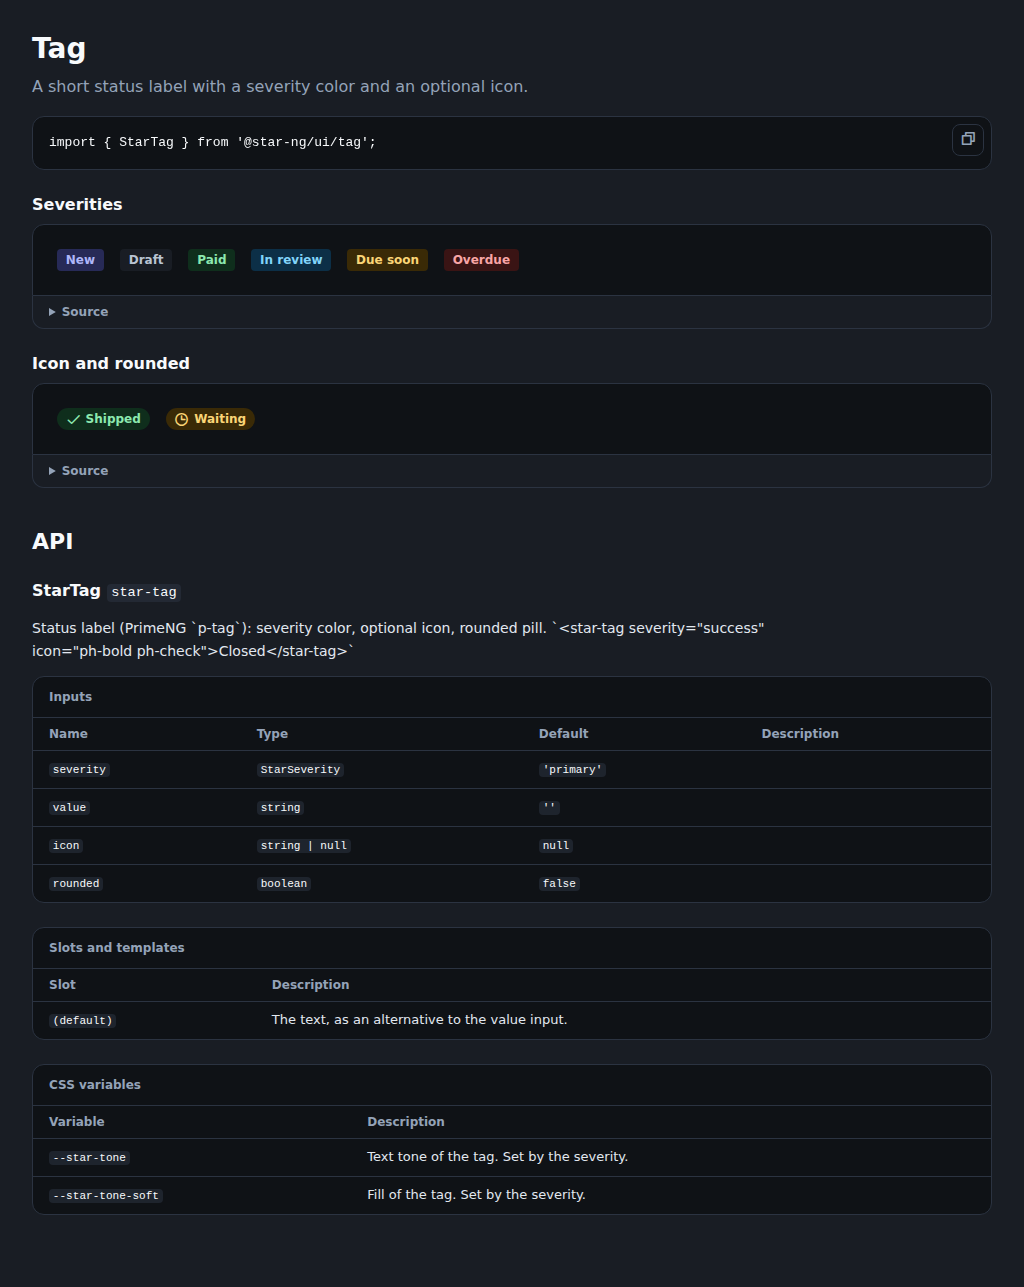 Tag
A short status label with a severity color and an optional icon.
import { StarTag } from '@star-ng/ui/tag';
Severities
New Draft Paid In review Due soon Overdue
Source
Icon and rounded
Shipped Waiting
Source
API
StarTag star-tag
Status label (PrimeNG `p-tag`): severity color, optional icon, rounded pill. `<star-tag severity="success"
icon="ph-bold ph-check">Closed</star-tag>`
Inputs
Name Type Default Description
severity StarSeverity 'primary'
value string ''
icon string | null null
rounded boolean false
Slots and templates
Slot Description
(default) The text, as an alternative to the value input.
CSS variables
Variable Description
--star-tone Text tone of the tag. Set by the severity.
--star-tone-soft Fill of the tag. Set by the severity.